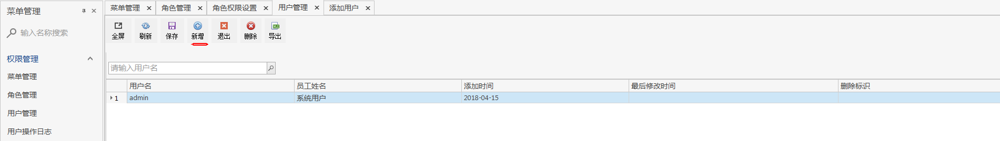 菜单管理
输入名称搜索
权限管理
菜单管理
角色管理
用户管理
用户操作日志
菜单管理 角色管理 角色权限设置 用户管理 添加用户
全屏 刷新 保存 新增 退出 删除 导出
XLS
请输入用户名
用户名 员工姓名 添加时间 最后修改时间 删除标识
1 admin 系统用户 2018-04-15